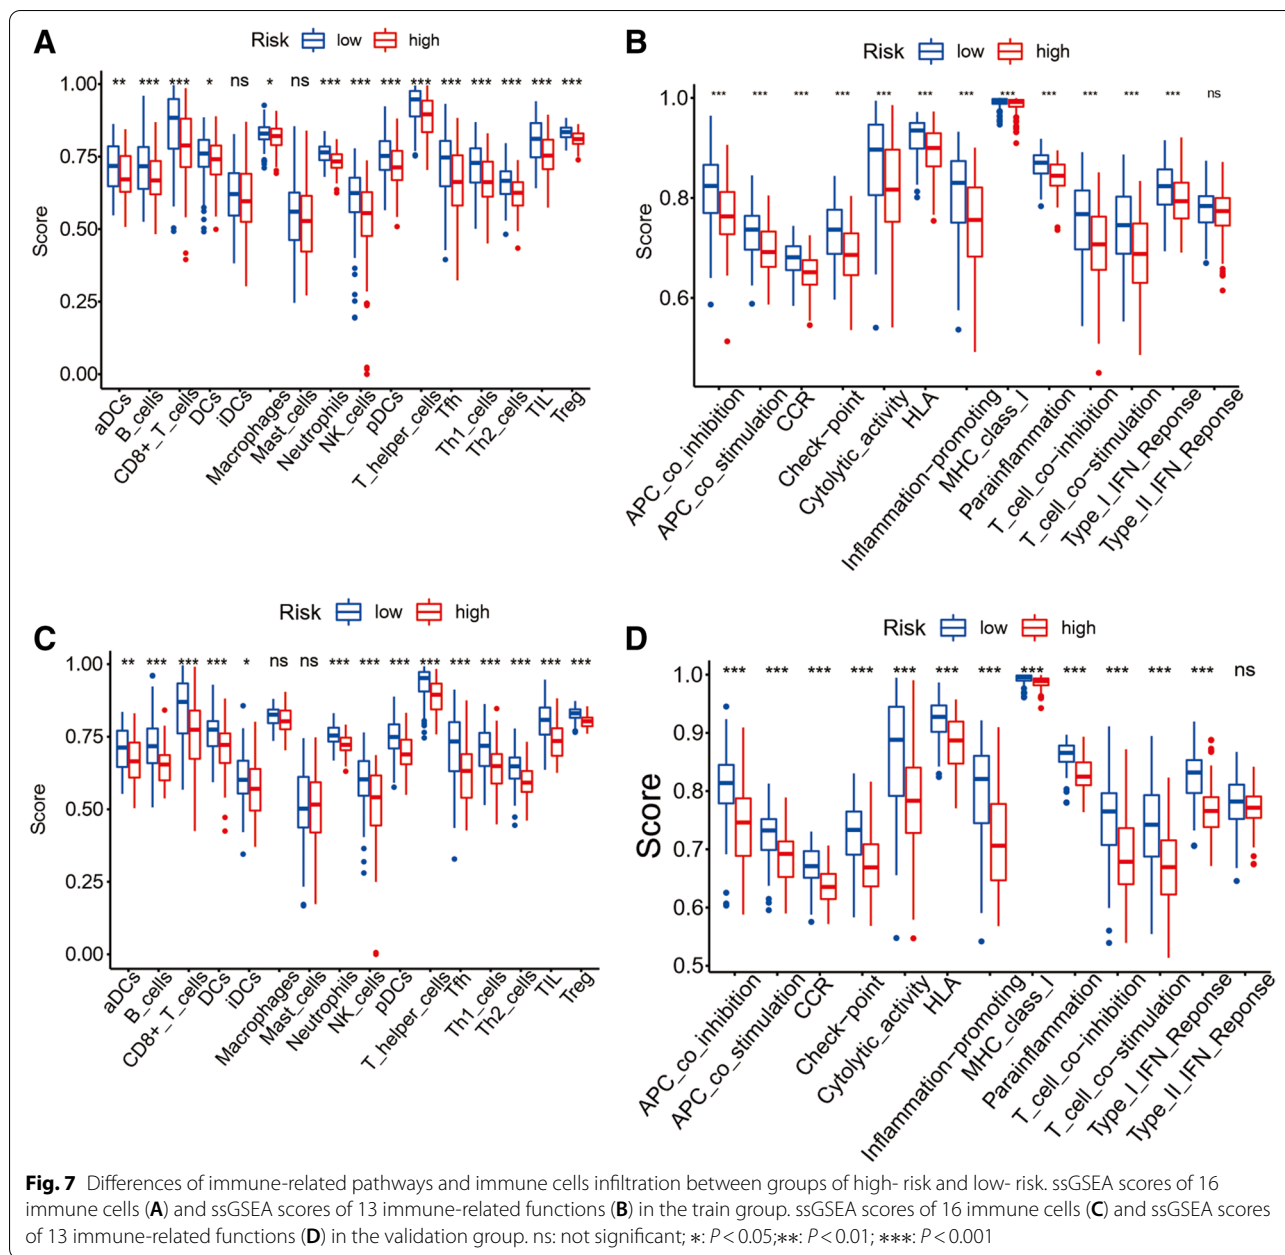 A
Risk low high
** *** *** * ns * ns *** *** *** *** *** *** *** *** ***
1.00
0.75
0.50
0.25
0.00
Score
aDCs
B_cells
CD8+_T_cells
DCs
iDCs
Macrophages
Mast_cells
Neutrophils
NK_cells
pDCs
T_helper_cells
Tfh
Th1_cells
Th2_cells
TIL
Treg
B
Risk low high
*** *** *** *** *** *** *** *** *** *** *** *** ns
1.0
0.8
0.6
Score
APC_co_inhibition
APC_co_stimulation
CCR
Check−point
Cytolytic_activity
HLA
Inflammation−promoting
MHC_class_I
Parainflammation
T_cell_co−inhibition
T_cell_co−stimulation
Type_I_IFN_Reponse
Type_II_IFN_Reponse
C
Risk low high
** *** *** *** * ns ns *** *** *** *** *** *** *** *** ***
1.00
0.75
0.50
0.25
0.00
Score
aDCs
B_cells
CD8+_T_cells
DCs
iDCs
Macrophages
Mast_cells
Neutrophils
NK_cells
pDCs
T_helper_cells
Tfh
Th1_cells
Th2_cells
TIL
Treg
D
Risk low high
*** *** *** *** *** *** *** *** *** *** *** *** ns
1.0
0.9
0.8
0.7
0.6
0.5
Score
APC_co_inhibition
APC_co_stimulation
CCR
Check−point
Cytolytic_activity
HLA
Inflammation−promoting
MHC_class_I
Parainflammation
T_cell_co−inhibition
T_cell_co−stimulation
Type_I_IFN_Reponse
Type_II_IFN_Reponse
Fig. 7 Differences of immune-related pathways and immune cells infiltration between groups of high- risk and low- risk. ssGSEA scores of 16
immune cells (A) and ssGSEA scores of 13 immune-related functions (B) in the train group. ssGSEA scores of 16 immune cells (C) and ssGSEA scores
of 13 immune-related functions (D) in the validation group. ns: not significant; *: P < 0.05;**: P < 0.01; ***: P < 0.001